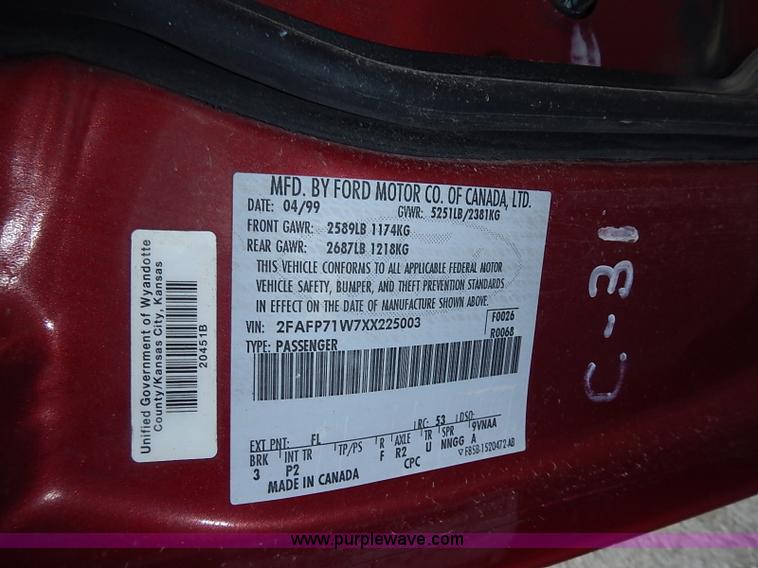 MFD. BY FORD MOTOR CO. OF CANADA, LTD.
DATE: 04/99 GVWR: 5251LB/2381KG
FRONT GAWR: 2589LB 1174KG
REAR GAWR: 2687LB 1218KG
THIS VEHICLE CONFORMS TO ALL APPLICABLE FEDERAL MOTOR
VEHICLE SAFETY, BUMPER, AND THEFT PREVENTION STANDARDS
IN EFFECT ON THE DATE OF MANUFACTURE SHOWN ABOVE.
VIN: 2FAFP71W7XX225003 F0026
TYPE: PASSENGER R0068
EXT PNT: FL RC: 53 DSO:
BRK INT TR TP/PS R AXLE TR SPR 9VNAA
3 P2 F R2 U NNGG A
CPC
MADE IN CANADA F85B-1520472-AB
Unified Government of Wyandotte
County/Kansas City, Kansas
20451B
C-31
www.purplewave.com